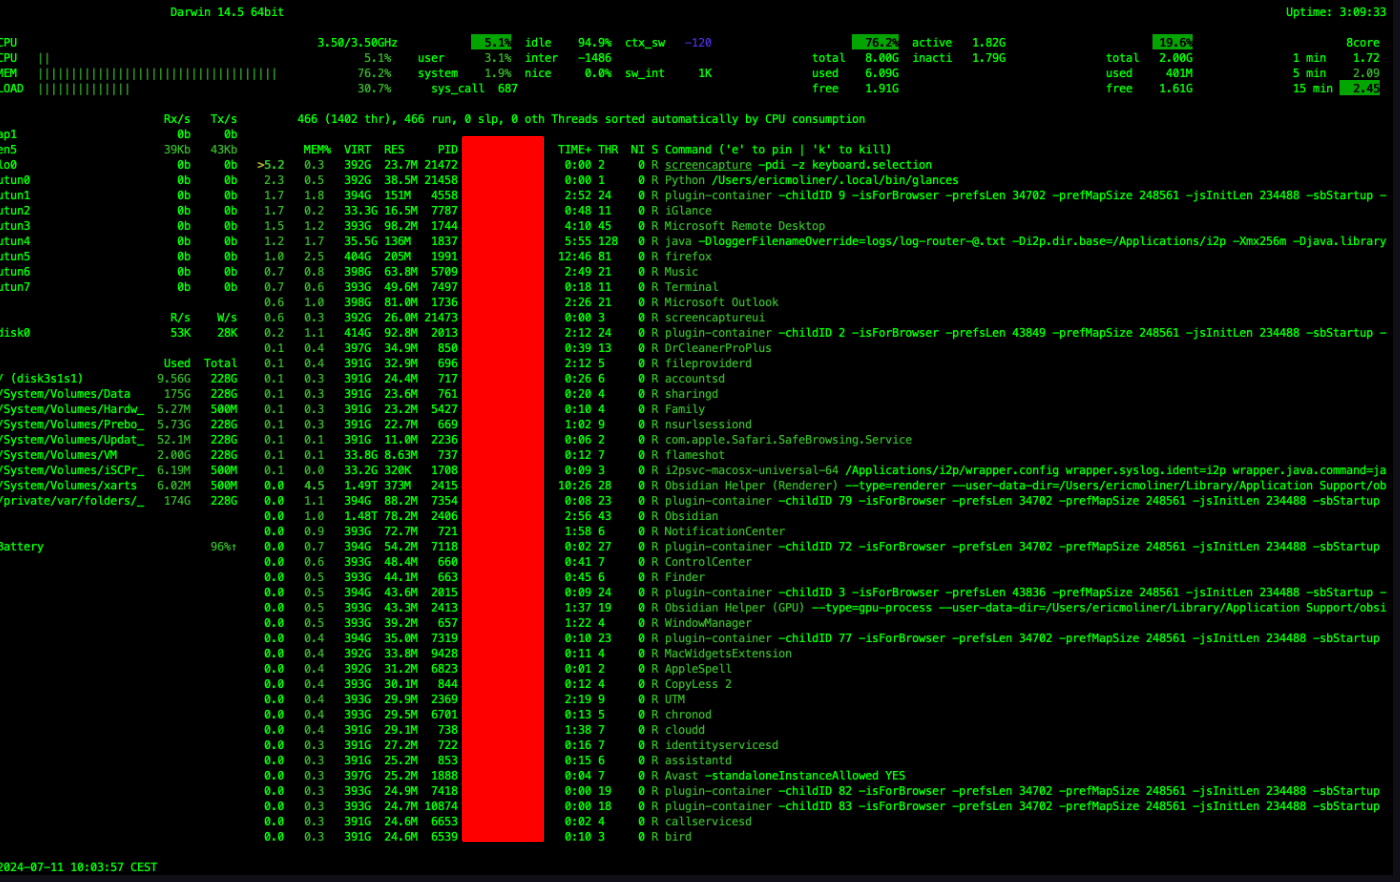 Darwin 14.5 64bit Uptime: 3:09:33
CPU 3.50/3.50GHz 5.1% idle 94.9% ctx_sw -120 76.2% active 1.82G 19.6% 8core
CPU || 5.1% user 3.1% inter -1486 total 8.00G inacti 1.79G total 2.00G 1 min 1.72
MEM |||||||||||||||||||||||||||||||||||| 76.2% system 1.9% nice 0.0% sw_int 1K used 6.09G used 401M 5 min 2.09
LOAD |||||||||||||| 30.7% sys_call 687 free 1.91G free 1.61G 15 min 2.45
Rx/s Tx/s 466 (1402 thr), 466 run, 0 slp, 0 oth Threads sorted automatically by CPU consumption
ap1 0b 0b
en5 39Kb 43Kb MEM% VIRT RES PID TIME+ THR NI S Command ('e' to pin | 'k' to kill)
lo0 0b 0b >5.2 0.3 392G 23.7M 21472 0:00 2 0 R screencapture -pdi -z keyboard.selection
utun0 0b 0b 2.3 0.5 392G 38.5M 21458 0:00 1 0 R Python /Users/ericmoliner/.local/bin/glances
utun1 0b 0b 1.7 1.8 394G 151M 4558 2:52 24 0 R plugin-container -childID 9 -isForBrowser -prefsLen 34702 -prefMapSize 248561 -jsInitLen 234488 -sbStartup -
utun2 0b 0b 1.7 0.2 33.3G 16.5M 7787 0:48 11 0 R iGlance
utun3 0b 0b 1.5 1.2 393G 98.2M 1744 4:10 45 0 R Microsoft Remote Desktop
utun4 0b 0b 1.2 1.7 35.5G 136M 1837 5:55 128 0 R java -DloggerFilenameOverride=logs/log-router-@.txt -Di2p.dir.base=/Applications/i2p -Xmx256m -Djava.library
utun5 0b 0b 1.0 2.5 404G 205M 1991 12:46 81 0 R firefox
utun6 0b 0b 0.7 0.8 398G 63.8M 5709 2:49 21 0 R Music
utun7 0b 0b 0.7 0.6 393G 49.6M 7497 0:18 11 0 R Terminal
0.6 1.0 398G 81.0M 1736 2:26 21 0 R Microsoft Outlook
R/s W/s 0.6 0.3 392G 26.0M 21473 0:00 3 0 R screencaptureui
disk0 53K 28K 0.2 1.1 414G 92.8M 2013 2:12 24 0 R plugin-container -childID 2 -isForBrowser -prefsLen 43849 -prefMapSize 248561 -jsInitLen 234488 -sbStartup -
0.1 0.4 397G 34.9M 850 0:39 13 0 R DrCleanerProPlus
Used Total 0.1 0.4 391G 32.9M 696 2:12 5 0 R fileproviderd
/ (disk3s1s1) 9.56G 228G 0.1 0.3 391G 24.4M 717 0:26 6 0 R accountsd
/System/Volumes/Data 175G 228G 0.1 0.3 391G 23.6M 761 0:20 4 0 R sharingd
/System/Volumes/Hardw_ 5.27M 500M 0.1 0.3 391G 23.2M 5427 0:10 4 0 R Family
/System/Volumes/Prebo_ 5.73G 228G 0.1 0.3 391G 22.7M 669 1:02 9 0 R nsurlsessiond
/System/Volumes/Updat_ 52.1M 228G 0.1 0.1 391G 11.0M 2236 0:06 2 0 R com.apple.Safari.SafeBrowsing.Service
/System/Volumes/VM 2.00G 228G 0.1 0.1 33.8G 8.63M 737 0:12 7 0 R flameshot
/System/Volumes/iSCPr_ 6.19M 500M 0.1 0.0 33.2G 320K 1708 0:09 3 0 R i2psvc-macosx-universal-64 /Applications/i2p/wrapper.config wrapper.syslog.ident=i2p wrapper.java.command=ja
/System/Volumes/xarts 6.02M 500M 0.0 4.5 1.49T 373M 2415 10:26 28 0 R Obsidian Helper (Renderer) --type=renderer --user-data-dir=/Users/ericmoliner/Library/Application Support/ob
/private/var/folders/_ 174G 228G 0.0 1.1 394G 88.2M 7354 0:08 23 0 R plugin-container -childID 79 -isForBrowser -prefsLen 34702 -prefMapSize 248561 -jsInitLen 234488 -sbStartup
0.0 1.0 1.48T 78.2M 2406 2:56 43 0 R Obsidian
0.0 0.9 393G 72.7M 721 1:58 6 0 R NotificationCenter
Battery 96%↑ 0.0 0.7 394G 54.2M 7118 0:02 27 0 R plugin-container -childID 72 -isForBrowser -prefsLen 34702 -prefMapSize 248561 -jsInitLen 234488 -sbStartup
0.0 0.6 393G 48.4M 660 0:41 7 0 R ControlCenter
0.0 0.5 393G 44.1M 663 0:45 6 0 R Finder
0.0 0.5 394G 43.6M 2015 0:09 24 0 R plugin-container -childID 3 -isForBrowser -prefsLen 43836 -prefMapSize 248561 -jsInitLen 234488 -sbStartup -
0.0 0.5 393G 43.3M 2413 1:37 19 0 R Obsidian Helper (GPU) --type=gpu-process --user-data-dir=/Users/ericmoliner/Library/Application Support/obsi
0.0 0.5 393G 39.2M 657 1:22 4 0 R WindowManager
0.0 0.4 394G 35.0M 7319 0:10 23 0 R plugin-container -childID 77 -isForBrowser -prefsLen 34702 -prefMapSize 248561 -jsInitLen 234488 -sbStartup
0.0 0.4 392G 33.8M 9428 0:11 4 0 R MacWidgetsExtension
0.0 0.4 392G 31.2M 6823 0:01 2 0 R AppleSpell
0.0 0.4 393G 30.1M 844 0:12 4 0 R CopyLess 2
0.0 0.4 393G 29.9M 2369 2:19 9 0 R UTM
0.0 0.4 393G 29.5M 6701 0:13 5 0 R chronod
0.0 0.4 391G 29.1M 738 1:38 7 0 R cloudd
0.0 0.3 391G 27.2M 722 0:16 7 0 R identityservicesd
0.0 0.3 391G 25.2M 853 0:15 6 0 R assistantd
0.0 0.3 397G 25.2M 1888 0:04 7 0 R Avast -standaloneInstanceAllowed YES
0.0 0.3 393G 24.9M 7418 0:00 19 0 R plugin-container -childID 82 -isForBrowser -prefsLen 34702 -prefMapSize 248561 -jsInitLen 234488 -sbStartup
0.0 0.3 393G 24.7M 10874 0:00 18 0 R plugin-container -childID 83 -isForBrowser -prefsLen 34702 -prefMapSize 248561 -jsInitLen 234488 -sbStartup
0.0 0.3 391G 24.6M 6653 0:02 4 0 R callservicesd
0.0 0.3 391G 24.6M 6539 0:10 3 0 R bird
2024-07-11 10:03:57 CEST